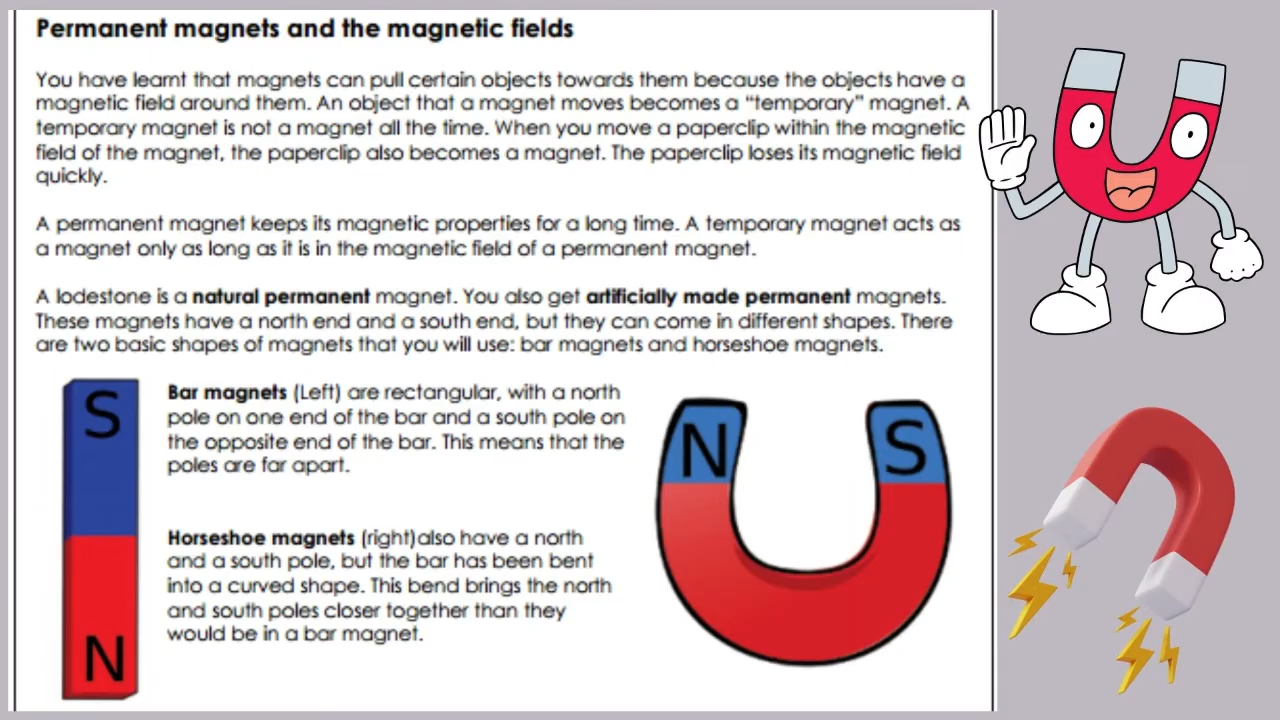 Permanent magnets and the magnetic fields
You have learnt that magnets can pull certain objects towards them because the objects have a
magnetic field around them. An object that a magnet moves becomes a “temporary” magnet. A
temporary magnet is not a magnet all the time. When you move a paperclip within the magnetic
field of the magnet, the paperclip also becomes a magnet. The paperclip loses its magnetic field
quickly.
A permanent magnet keeps its magnetic properties for a long time. A temporary magnet acts as
a magnet only as long as it is in the magnetic field of a permanent magnet.
A lodestone is a natural permanent magnet. You also get artificially made permanent magnets.
These magnets have a north end and a south end, but they can come in different shapes. There
are two basic shapes of magnets that you will use: bar magnets and horseshoe magnets.
S
N
Bar magnets (Left) are rectangular, with a north
pole on one end of the bar and a south pole on
the opposite end of the bar. This means that the
poles are far apart.
Horseshoe magnets (right)also have a north
and a south pole, but the bar has been bent
into a curved shape. This bend brings the north
and south poles closer together than they
would be in a bar magnet.
N S